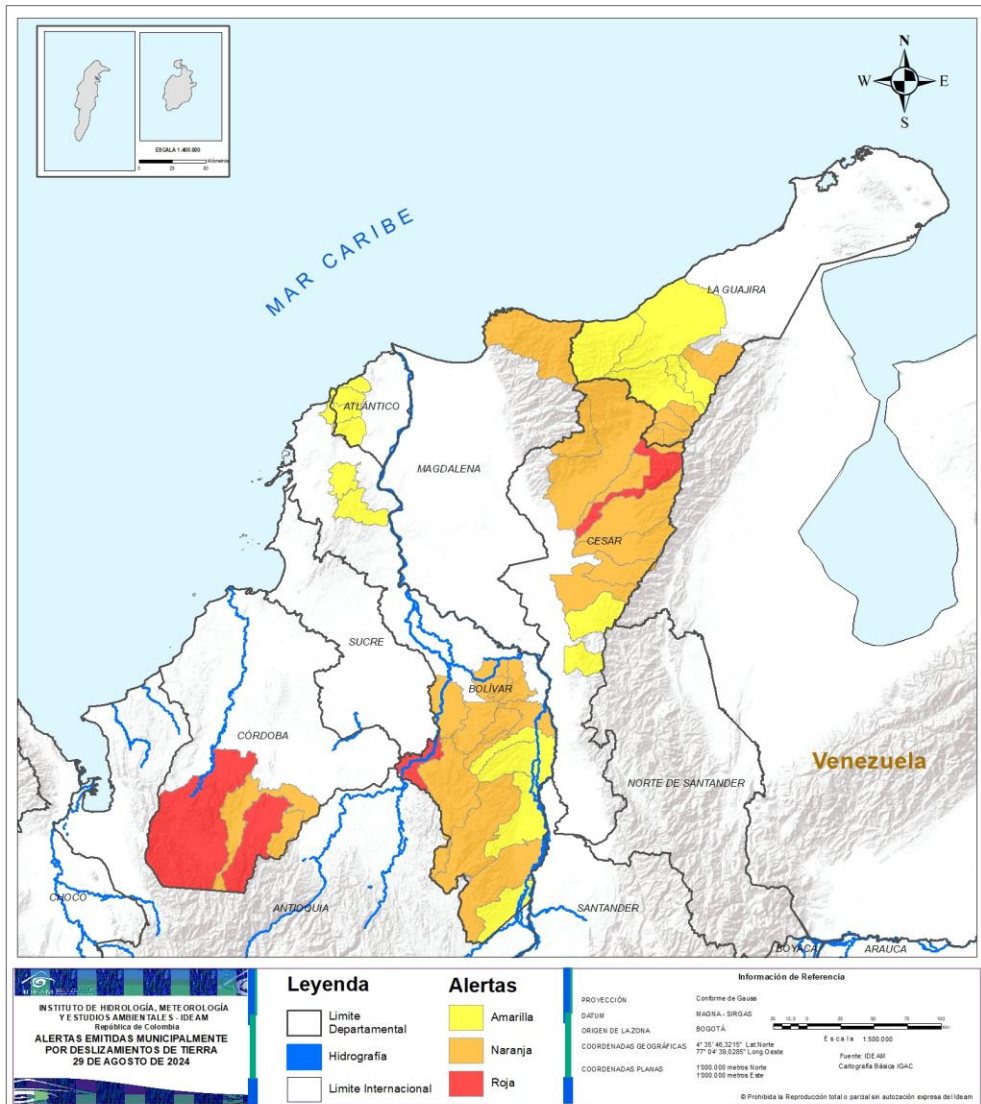 N
W E
S
ESCALA 1:400.000
MAR CARIBE
LA GUAJIRA
ATLÁNTICO
MAGDALENA
CESAR
SUCRE
BOLÍVAR
CÓRDOBA
NORTE DE SANTANDER
Venezuela
CHOCO
ANTIOQUIA
SANTANDER
BOYACÁ
ARAUCA
IDEAM
INSTITUTO DE HIDROLOGÍA, METEOROLOGÍA
Y ESTUDIOS AMBIENTALES - IDEAM
República de Colombia
ALERTAS EMITIDAS MUNICIPALMENTE
POR DESLIZAMIENTOS DE TIERRA
29 DE AGOSTO DE 2024
Leyenda
Limite
Departamental
Hidrografía
Limite Internacional
Alertas
Amarilla
Naranja
Roja
Información de Referencia
PROYECCIÓN Conforme de Gauss
DATUM MAGNA - SIRGAS
ORIGEN DE LA ZONA BOGOTÁ
COORDENADAS GEOGRÁFICAS 4° 35' 46,3215" Lat.Norte
77° 04' 39,0285" Long.Oeste
COORDENADAS PLANAS 1'000.000 metros Norte
1'000.000 metros Este
Escala 1:500.000
Fuente: IDEAM
Cartografía Básica IGAC
© Prohibida la Reproducción total o parcial sin autozación expresa del Ideam